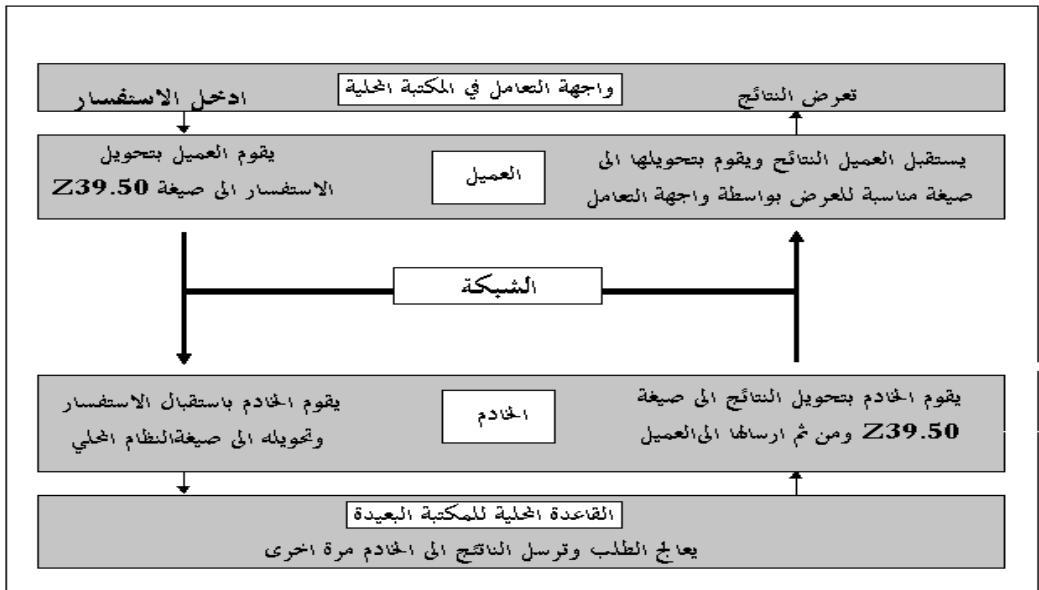 واجهة التعامل في المكتبة المحلية
ادخل الاستفسار
تعرض النتائج
يقوم العميل بتحويل
الاستفسار الى صيغة Z39.50
العميل
يستقبل العميل النتائج ويقوم بتحويلها الى
صيغة مناسبة للعرض بواسطة واجهة التعامل
الشبكة
يقوم الخادم باستقبال الاستفسار
وتحويله الى صيغةالنظام المحلي
الخادم
يقوم الخادم بتحويل النتائج الى صيغة
Z39.50 ومن ثم ارسالها الىالعميل
القاعدة المحلية للمكتبة البعيدة
يعالج الطلب وترسل الناتئج الى الخادم مرة اخرى